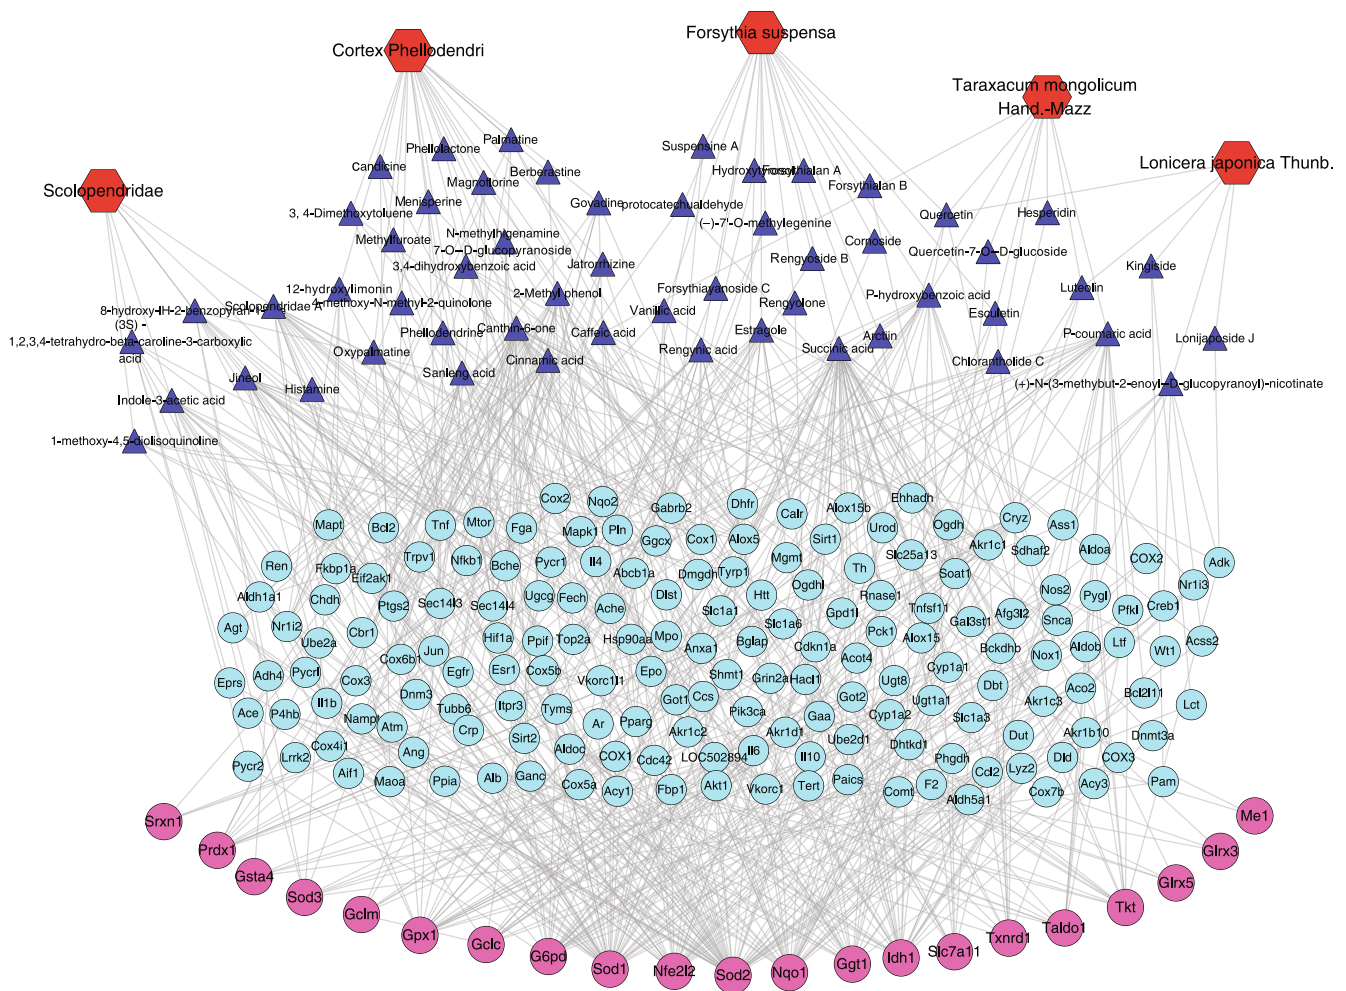 Forsythia suspensa
Cortex Phellodendri
Taraxacum mongolicum
Hand.-Mazz
Lonicera japonica Thunb.
Scolopendridae
Palmatine
Phellolactone
Suspensine A
Candicine
Berberastine
Magnoflorine
Hydroxytyrosol
Forsythialan A
Forsythialan B
Menisperine
Goyadine
protocatechualdehyde
3, 4-Dimethoxytoluene
Quercetin
Hesperidin
(−)-7'-O-methylegenine
N-methylhigenamine
7-O-D-glucopyranoside
Methylfuroate
Cornoside
Quercetin-7-O-D-glucoside
3,4-dihydroxybenzoic acid
Jatrorrhizine
Rengyoside B
Kingiside
12-hydroxylimonin
Forsythiayanoside C
Luteolin
2-Methyl phenol
P-hydroxybenzoic acid
4-methoxy-N-methyl-2-quinolone
Rengyolone
8-hydroxy-IH-2-benzopyran-1-
(3S) -
Scolopendridae A
Vanillic acid
Esculetin
Phellodendrine
Canthin-6-one
Caffeic acid
Estragole
Arctiin
P-coumaric acid
Lonijaposide J
1,2,3,4-tetrahydro-beta-caroline-3-carboxylic
acid
Oxypalmatine
Cinnamic acid
Rengynic acid
Succinic acid
Chlorantholide C
Jineol
Histamine
Sanleng acid
(+)-N-(3-methybut-2-enoyl-D-glucopyranoyl)-nicotinate
Indole-3-acetic acid
1-methoxy-4,5-diolisoquinoline
Cox2
Nqo2
Gabrb2
Dhfr
Calr
Alox15b
Ehhadh
Mapt
Bcl2
Tnf
Mtor
Fga
Mapk1
Pln
Ggcx
Cox1
Alox5
Sirt1
Urod
Ogdh
Cryz
Ass1
Akr1c1
Sdhaf2
Aldoa
COX2
Adk
Ren
Fkbp1a
Eif2ak1
Trpv1
Nfkb1
Bche
Pycr1
Il4
Abcb1a
Dmgdh
Tyrp1
Mgmt
Ogdhl
Th
Slc25a13
Soat1
Nos2
Pygl
Nr1i3
Aldh1a1
Chdh
Ptgs2
Sec14l3
Sec14l4
Ugcg
Fech
Ache
Dlst
Slc1a1
Htt
Slc1a6
Gpd1l
Rnase1
Tnfsf11
Gal3st1
Afg3l2
Snca
Pfkl
Creb1
Agt
Nr1i2
Ube2a
Cbr1
Jun
Hif1a
Ppif
Top2a
Hsp90aa
Mpo
Anxa1
Bglap
Cdkn1a
Pck1
Alox15
Bckdhb
Nox1
Aldob
Ltf
Wt1
Acss2
Eprs
Adh4
Pycrl
Cox3
Cox6b1
Egfr
Esr1
Cox5b
Vkorc1l1
Epo
Shmt1
Grin2a
Hacl1
Acot4
Ugt8
Cyp1a1
Dbt
Akr1c3
Aco2
Bcl2l11
Lct
Ace
P4hb
Il1b
Nampt
Atm
Dnm3
Tubb6
Crp
Itpr3
Tyms
Ar
Pparg
Got1
Ccs
Pik3ca
Akr1c2
Akr1d1
Gaa
Got2
Cyp1a2
Ugt1a1
Slc1a3
Dut
Akr1b10
Dnmt3a
Pycr2
Lrrk2
Cox4i1
Aif1
Ang
Maoa
Ppia
Sirt2
Alb
Ganc
Aldoc
COX1
Cox5a
Acy1
Cdc42
Fbp1
LOC502894
Akt1
Il6
Vkorc1
Il10
Tert
Ube2d1
Paics
Dhtkd1
Comt
F2
Phgdh
Aldh5a1
Ccl2
Lyz2
Cox7b
Dld
Acy3
COX3
Pam
Srxn1
Prdx1
Gsta4
Sod3
Gclm
Gpx1
Gclc
G6pd
Sod1
Nfe2l2
Sod2
Nqo1
Ggt1
Idh1
Slc7a11
Txnrd1
Taldo1
Tkt
Glrx5
Glrx3
Me1